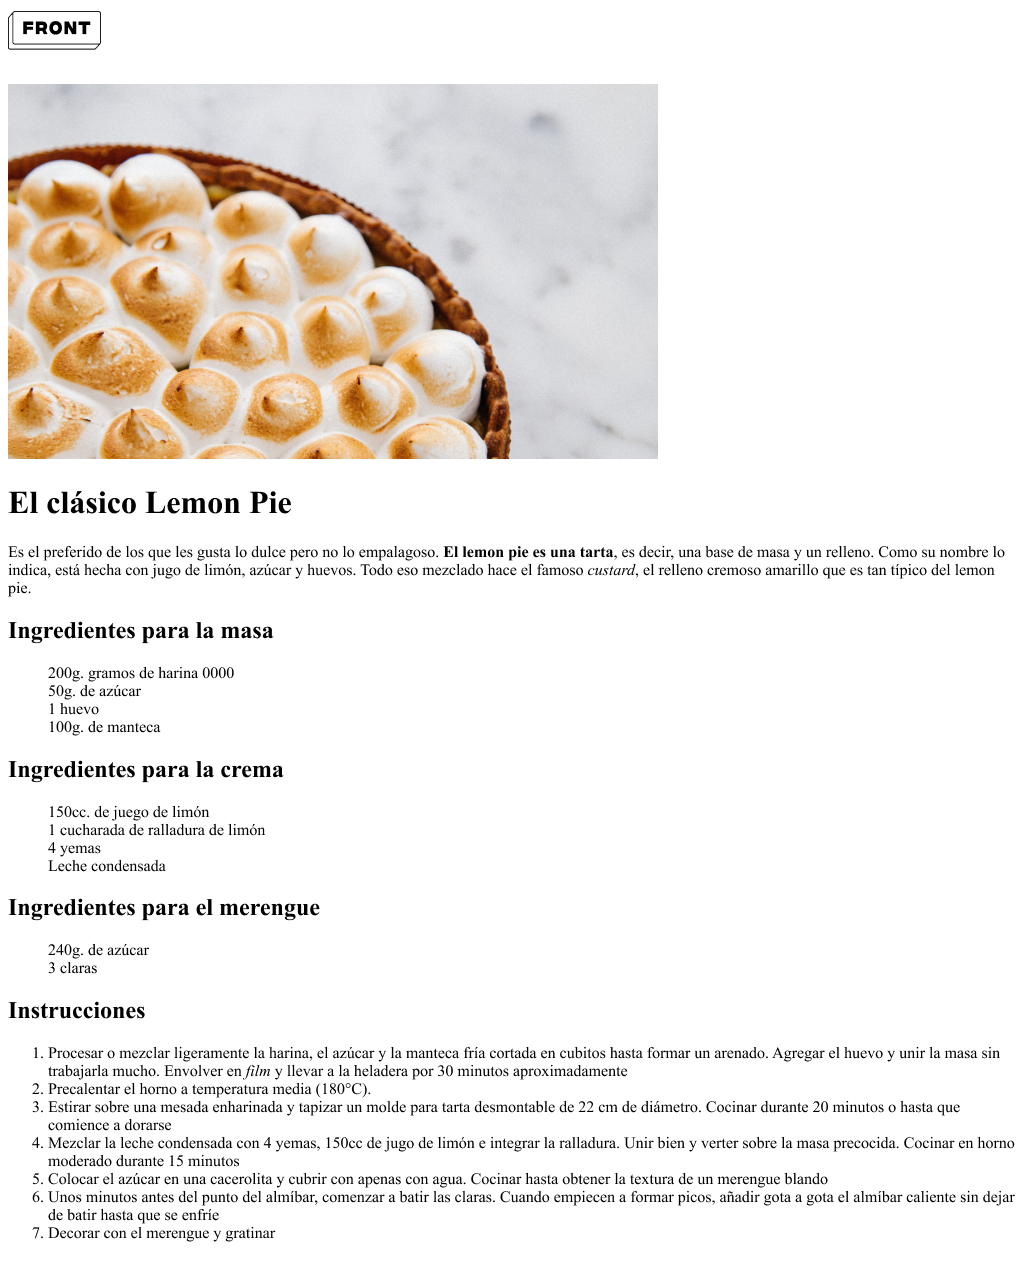 FRONT
El clásico Lemon Pie
Es el preferido de los que les gusta lo dulce pero no lo empalagoso. El lemon pie es una tarta, es decir, una base de masa y un relleno. Como su nombre lo
indica, está hecha con jugo de limón, azúcar y huevos. Todo eso mezclado hace el famoso custard, el relleno cremoso amarillo que es tan típico del lemon
pie.
Ingredientes para la masa
200g. gramos de harina 0000
50g. de azúcar
1 huevo
100g. de manteca
Ingredientes para la crema
150cc. de juego de limón
1 cucharada de ralladura de limón
4 yemas
Leche condensada
Ingredientes para el merengue
240g. de azúcar
3 claras
Instrucciones
1. Procesar o mezclar ligeramente la harina, el azúcar y la manteca fría cortada en cubitos hasta formar un arenado. Agregar el huevo y unir la masa sin
trabajarla mucho. Envolver en film y llevar a la heladera por 30 minutos aproximadamente
2. Precalentar el horno a temperatura media (180°C).
3. Estirar sobre una mesada enharinada y tapizar un molde para tarta desmontable de 22 cm de diámetro. Cocinar durante 20 minutos o hasta que
comience a dorarse
4. Mezclar la leche condensada con 4 yemas, 150cc de jugo de limón e integrar la ralladura. Unir bien y verter sobre la masa precocida. Cocinar en horno
moderado durante 15 minutos
5. Colocar el azúcar en una cacerolita y cubrir con apenas con agua. Cocinar hasta obtener la textura de un merengue blando
6. Unos minutos antes del punto del almíbar, comenzar a batir las claras. Cuando empiecen a formar picos, añadir gota a gota el almíbar caliente sin dejar
de batir hasta que se enfríe
7. Decorar con el merengue y gratinar